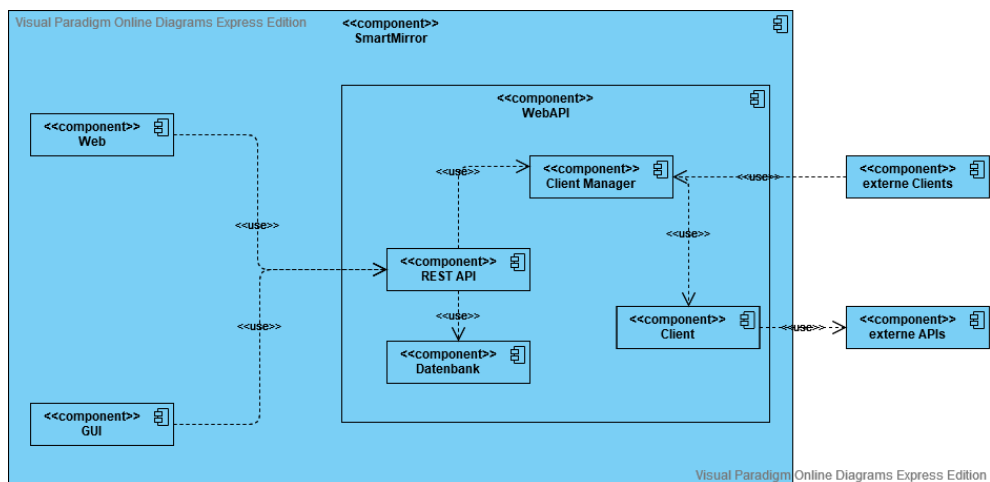 Visual Paradigm Online Diagrams Express Edition
<<component>>
SmartMirror
<<component>>
WebAPI
<<component>>
Web
<<component>>
Client Manager
<<use>>
<<use>>
<<component>>
externe Clients
<<use>>
<<use>>
<<component>>
REST API
<<use>>
<<use>>
<<component>>
Client
<<use>>
<<component>>
externe APIs
<<component>>
Datenbank
<<component>>
GUI
Visual Paradigm Online Diagrams Express Edition